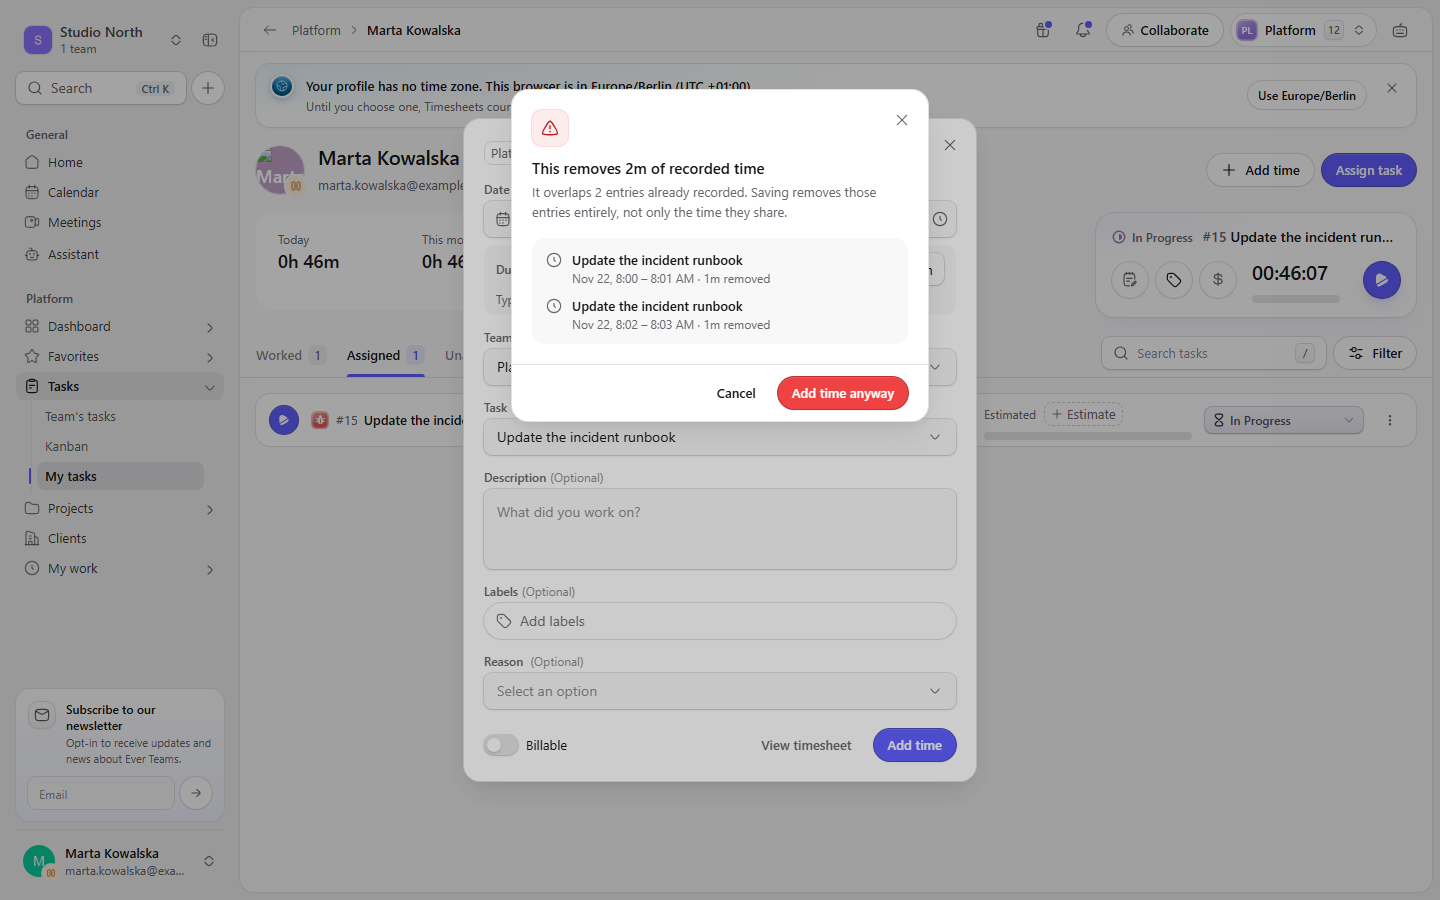 S
Studio North
1 team
Search
Ctrl K
General
Home
Calendar
Meetings
Assistant
Platform
Dashboard
Favorites
Tasks
Team's tasks
Kanban
My tasks
Projects
Clients
My work
Subscribe to our
newsletter
Opt-in to receive updates and
news about Ever Teams.
Email
M
Marta Kowalska
marta.kowalska@exa...
Platform
Marta Kowalska
Collaborate
PL
Platform
12
Your profile has no time zone. This browser is in Europe/Berlin (UTC +01:00)
Until you choose one, Timesheets
Use Europe/Berlin
Mart
Marta Kowalska
marta.kowalska@example
Add time
Assign task
Today
0h 46m
This mo
0h 46
In Progress
#15 Update the incident run...
00:46:07
$
Worked
1
Assigned
1
Search tasks
/
Filter
#15
Update the
Estimated
Estimate
In Progress
Date
Team
Task
Update the incident runbook
Description (Optional)
What did you work on?
Labels (Optional)
Add labels
Reason (Optional)
Select an option
Billable
View timesheet
Add time
This removes 2m of recorded time
It overlaps 2 entries already recorded. Saving removes those
entries entirely, not only the time they share.
Update the incident runbook
Nov 22, 8:00 – 8:01 AM · 1m removed
Update the incident runbook
Nov 22, 8:02 – 8:03 AM · 1m removed
Cancel
Add time anyway